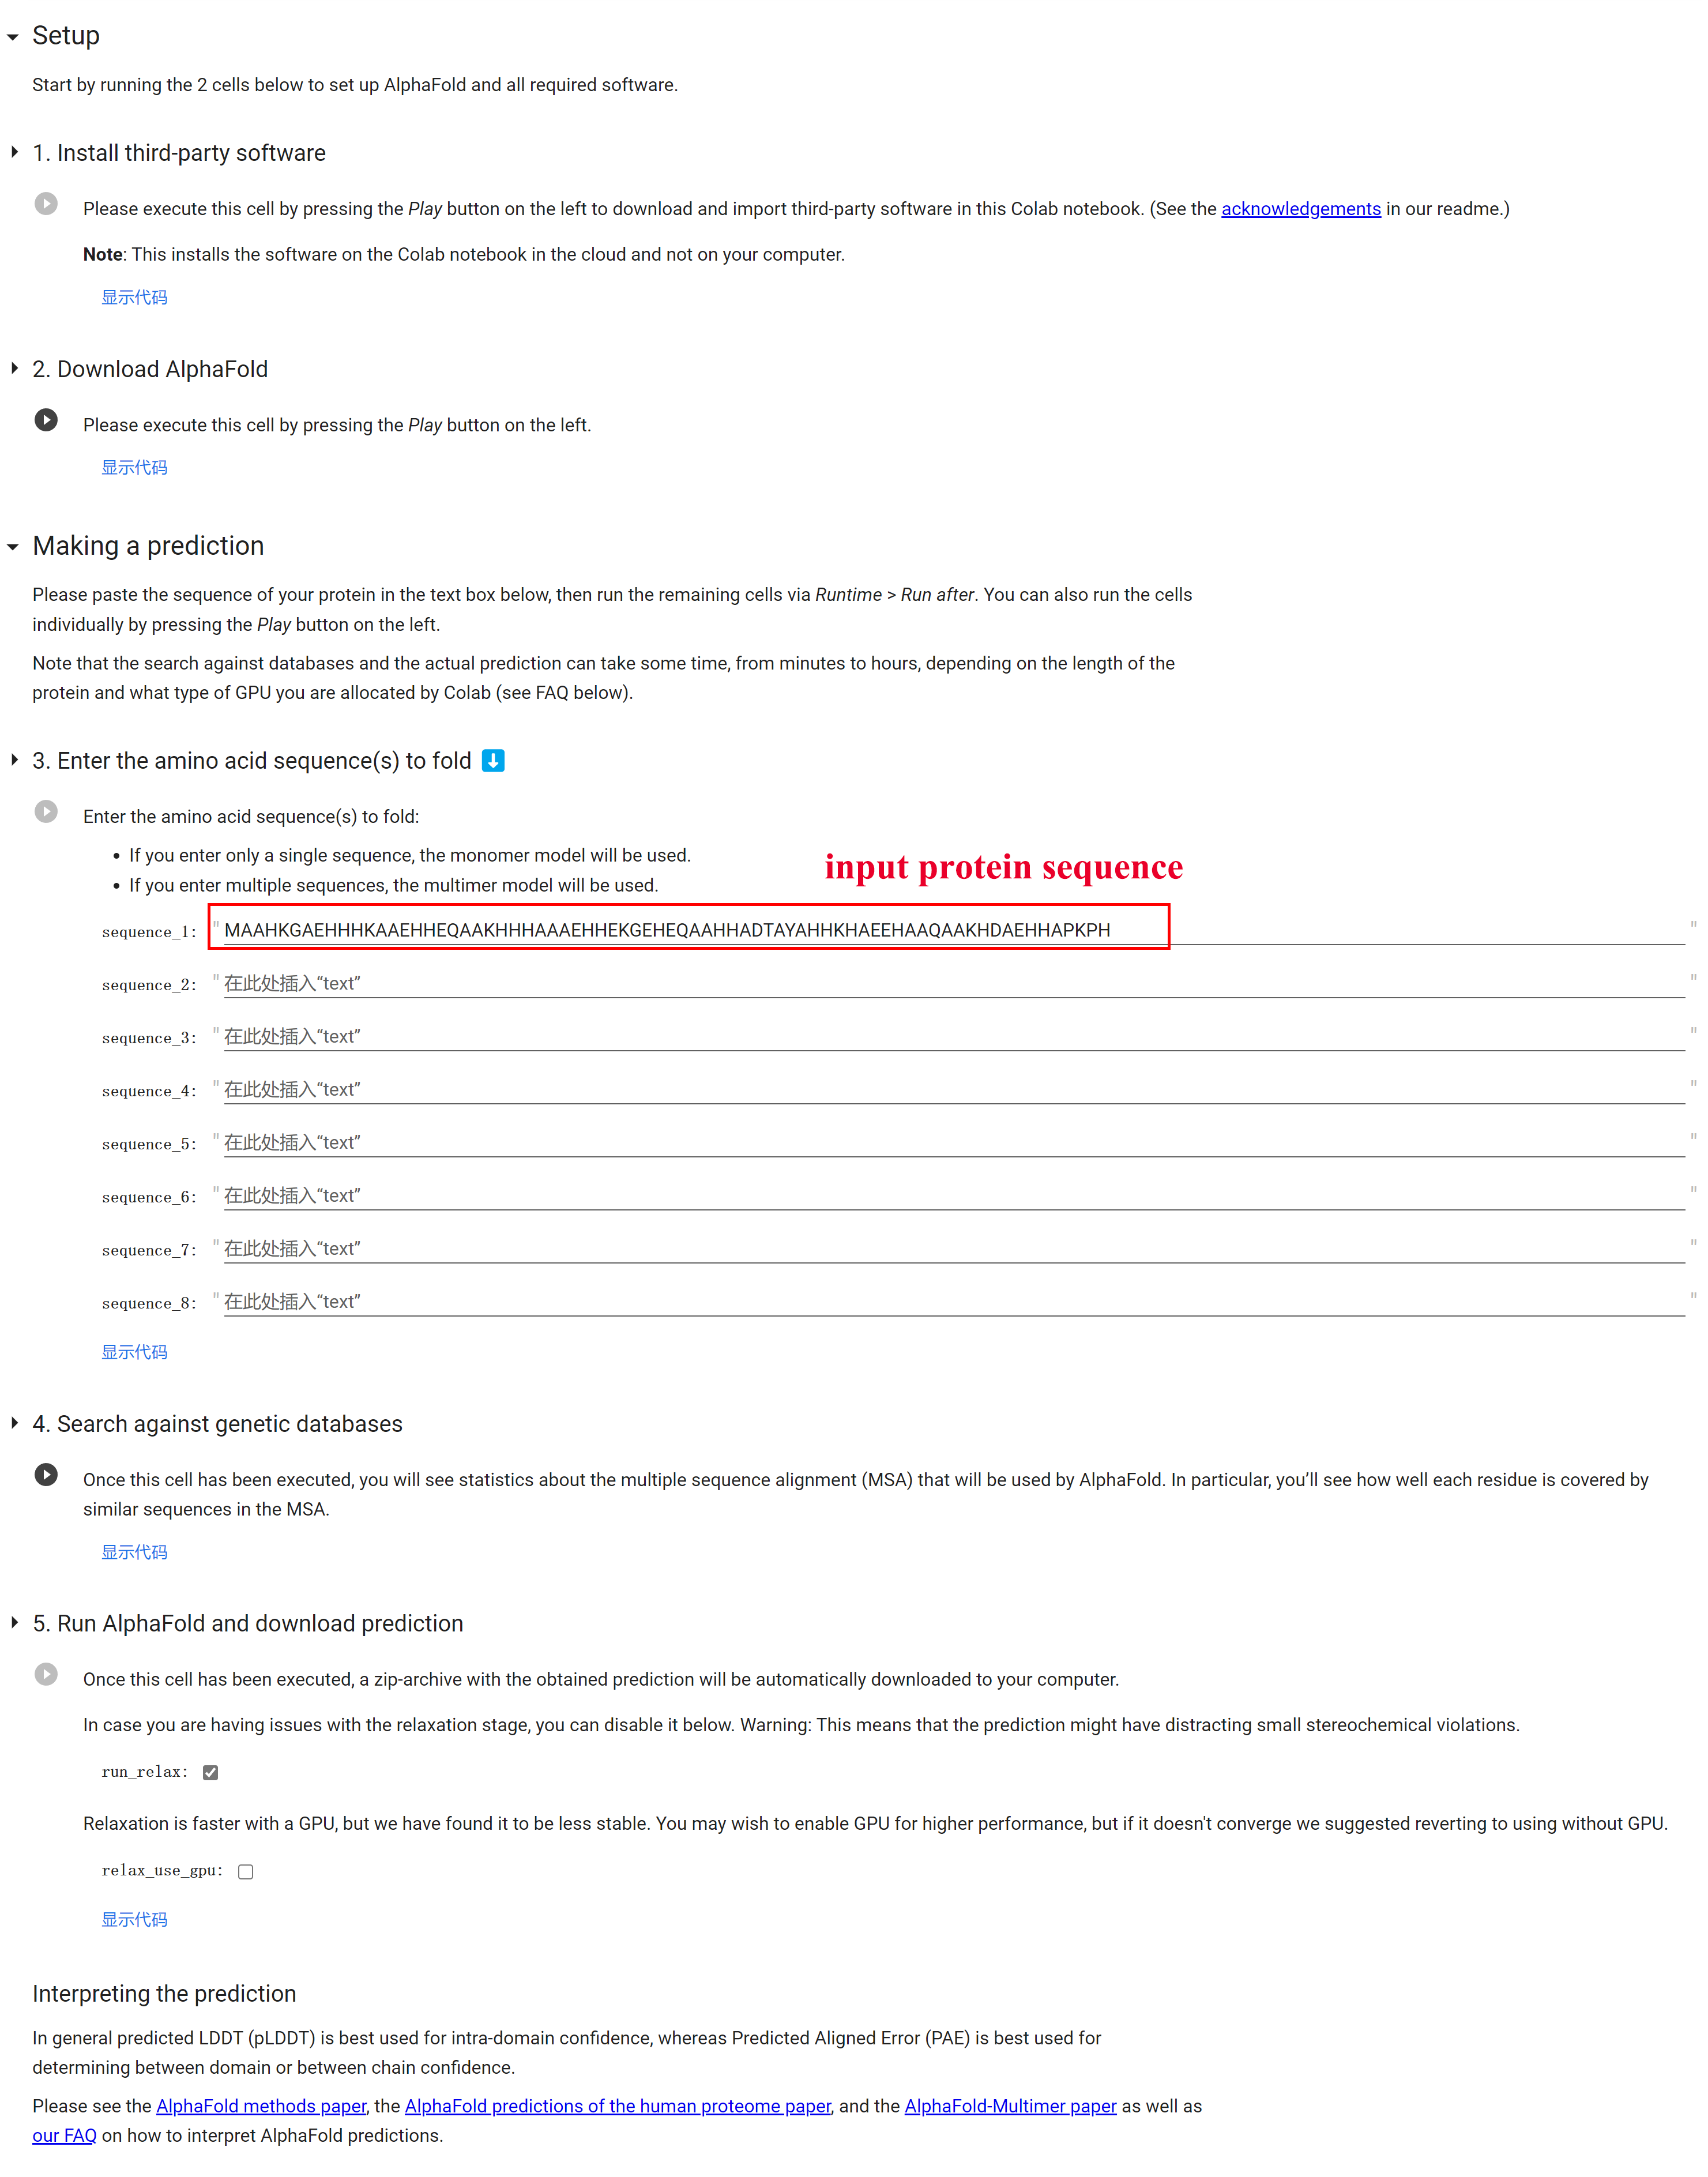 Setup
Start by running the 2 cells below to set up AlphaFold and all required software.
1. Install third-party software
Please execute this cell by pressing the Play button on the left to download and import third-party software in this Colab notebook. (See the acknowledgements in our readme.)
Note: This installs the software on the Colab notebook in the cloud and not on your computer.
显示代码
2. Download AlphaFold
Please execute this cell by pressing the Play button on the left.
显示代码
Making a prediction
Please paste the sequence of your protein in the text box below, then run the remaining cells via Runtime > Run after. You can also run the cells
individually by pressing the Play button on the left.
Note that the search against databases and the actual prediction can take some time, from minutes to hours, depending on the length of the
protein and what type of GPU you are allocated by Colab (see FAQ below).
3. Enter the amino acid sequence(s) to fold
Enter the amino acid sequence(s) to fold:
• If you enter only a single sequence, the monomer model will be used.
• If you enter multiple sequences, the multimer model will be used.
input protein sequence
sequence_1: " MAAHKGAEHHHKAAEHHEQAAKHHHAAAEHHEKGEHEQAAHHADTAYAHHKHAEEHAAQAAKHDAEHHAPKPH "
sequence_2: " 在此处插入“text” "
sequence_3: " 在此处插入“text” "
sequence_4: " 在此处插入“text” "
sequence_5: " 在此处插入“text” "
sequence_6: " 在此处插入“text” "
sequence_7: " 在此处插入“text” "
sequence_8: " 在此处插入“text” "
显示代码
4. Search against genetic databases
Once this cell has been executed, you will see statistics about the multiple sequence alignment (MSA) that will be used by AlphaFold. In particular, you’ll see how well each residue is covered by
similar sequences in the MSA.
显示代码
5. Run AlphaFold and download prediction
Once this cell has been executed, a zip-archive with the obtained prediction will be automatically downloaded to your computer.
In case you are having issues with the relaxation stage, you can disable it below. Warning: This means that the prediction might have distracting small stereochemical violations.
run_relax:
Relaxation is faster with a GPU, but we have found it to be less stable. You may wish to enable GPU for higher performance, but if it doesn't converge we suggested reverting to using without GPU.
relax_use_gpu:
显示代码
Interpreting the prediction
In general predicted LDDT (pLDDT) is best used for intra-domain confidence, whereas Predicted Aligned Error (PAE) is best used for
determining between domain or between chain confidence.
Please see the AlphaFold methods paper, the AlphaFold predictions of the human proteome paper, and the AlphaFold-Multimer paper as well as
our FAQ on how to interpret AlphaFold predictions.